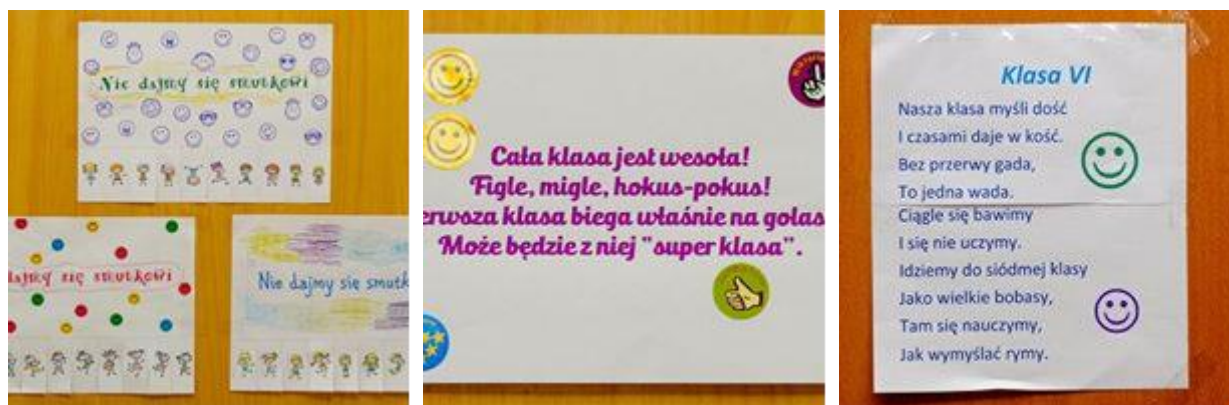 Nie dajmy się smutkowi
dajmy się smutkowi
Nie dajmy się
Cała klasa jest wesoła!
Figle, migle, hokus-pokus!
klasa biega właśnie na golas
Może będzie z niej "super klasa".
Klasa VI
Nasza klasa myśli dość
I czasami daje w kość.
Bez przerwy gada,
To jedna wada.
Ciągle się bawimy
I się nie uczymy.
Idziemy do siódmej klasy
Jako wielkie bobasy,
Tam się nauczymy,
Jak wymyślać rymy.